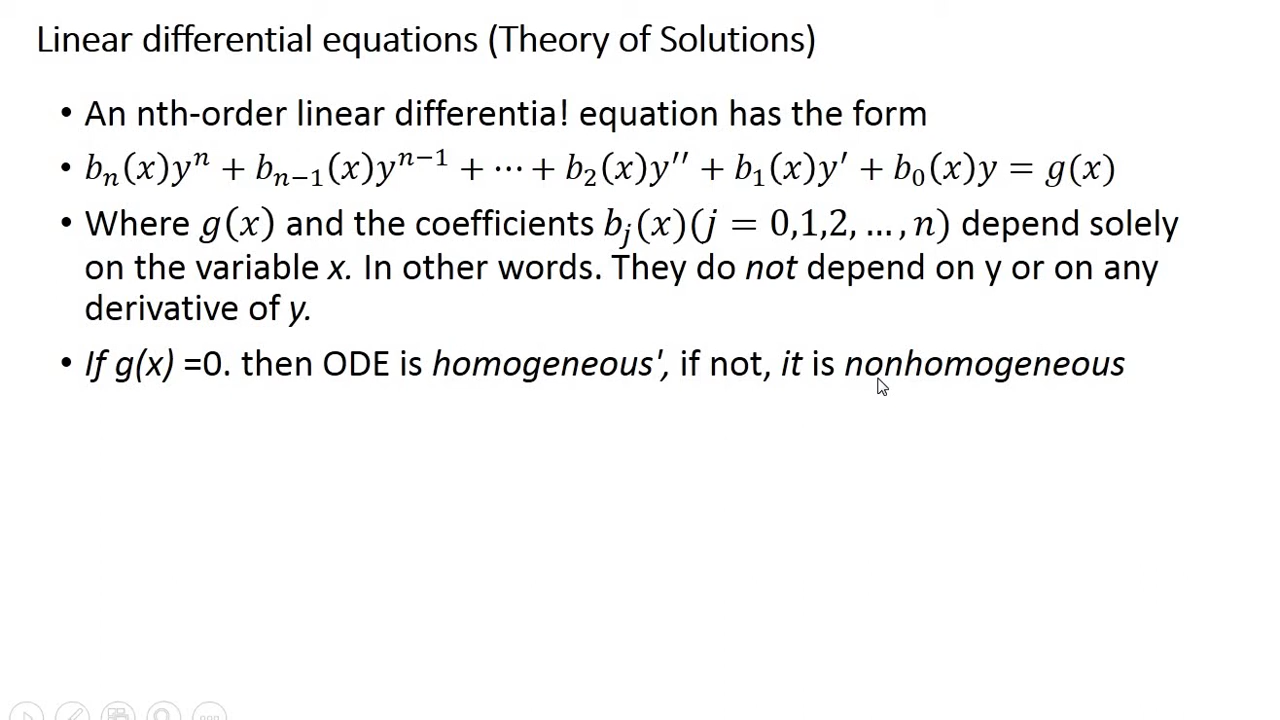 Linear differential equations (Theory of Solutions)
• An nth-order linear differentia! equation has the form
• bₙ(x)yⁿ + bₙ₋₁(x)yⁿ⁻¹ + ⋯ + b₂(x)y′′ + b₁(x)y′ + b₀(x)y = g(x)
• Where g(x) and the coefficients bⱼ(x)(j = 0,1,2, … , n) depend solely
on the variable x. In other words. They do not depend on y or on any
derivative of y.
• If g(x) =0. then ODE is homogeneous', if not, it is nonhomogeneous